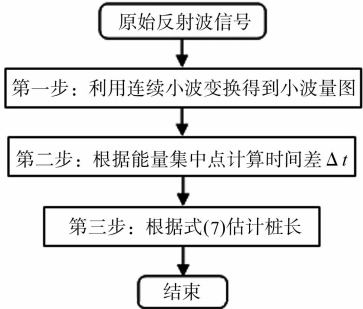 原始反射波信号
第一步：利用连续小波变换得到小波量图
第二步：根据能量集中点计算时间差Δt
第三步：根据式(7)估计桩长
结束